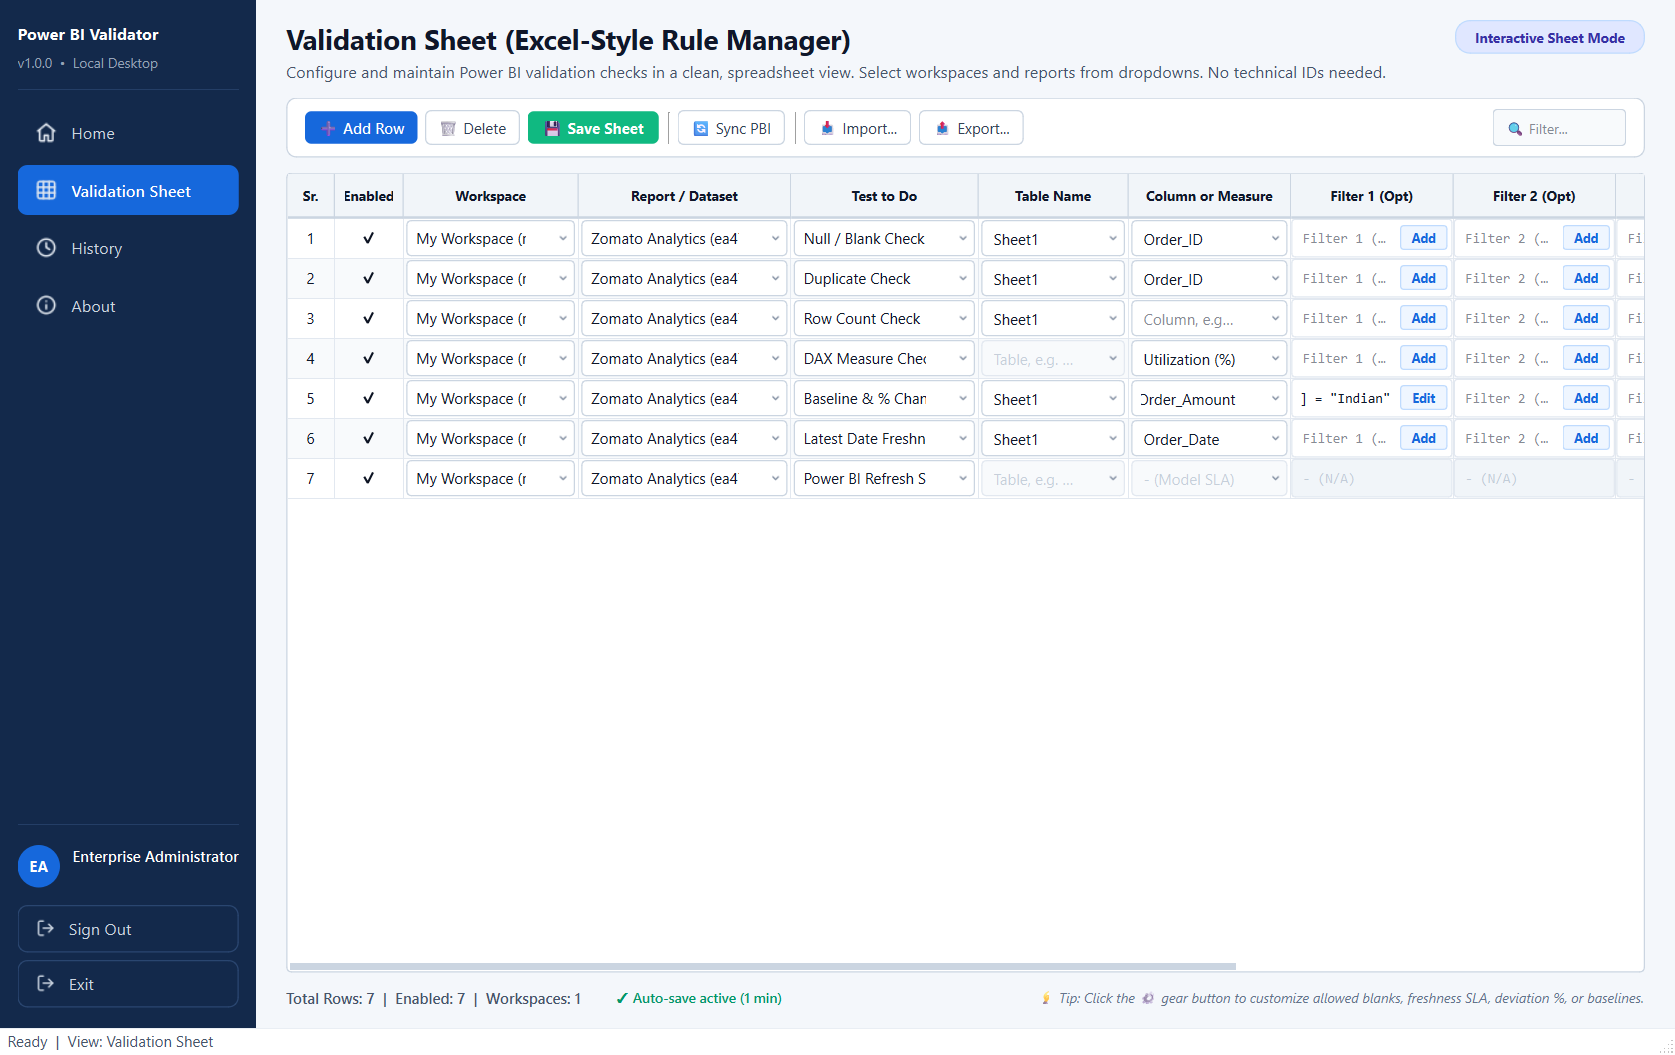 Power BI Validator
v1.0.0 • Local Desktop
Home
Validation Sheet
History
About
EA
Enterprise Administrator
Sign Out
Exit
Validation Sheet (Excel-Style Rule Manager)
Interactive Sheet Mode
Configure and maintain Power BI validation checks in a clean, spreadsheet view. Select workspaces and reports from dropdowns. No technical IDs needed.
Add Row Delete Save Sheet Sync PBI Import... Export... Filter...
Sr. Enabled Workspace Report / Dataset Test to Do Table Name Column or Measure Filter 1 (Opt) Filter 2 (Opt)
1 ✓ My Workspace (r Zomato Analytics (ea4 Null / Blank Check Sheet1 Order_ID Filter 1 (… Add Filter 2 (… Add Fi
2 ✓ My Workspace (r Zomato Analytics (ea4 Duplicate Check Sheet1 Order_ID Filter 1 (… Add Filter 2 (… Add Fi
3 ✓ My Workspace (r Zomato Analytics (ea4 Row Count Check Sheet1 Column, e.g... Filter 1 (… Add Filter 2 (… Add Fi
4 ✓ My Workspace (r Zomato Analytics (ea4 DAX Measure Chec Table, e.g. ... Utilization (%) Filter 1 (… Add Filter 2 (… Add Fi
5 ✓ My Workspace (r Zomato Analytics (ea4 Baseline & % Chan Sheet1 Order_Amount ] = "Indian" Edit Filter 2 (… Add Fi
6 ✓ My Workspace (r Zomato Analytics (ea4 Latest Date Freshn Sheet1 Order_Date Filter 1 (… Add Filter 2 (… Add Fi
7 ✓ My Workspace (r Zomato Analytics (ea4 Power BI Refresh S Table, e.g. ... - (Model SLA) - (N/A) - (N/A) -
Total Rows: 7 | Enabled: 7 | Workspaces: 1 ✓ Auto-save active (1 min)
Tip: Click the gear button to customize allowed blanks, freshness SLA, deviation %, or baselines.
Ready | View: Validation Sheet